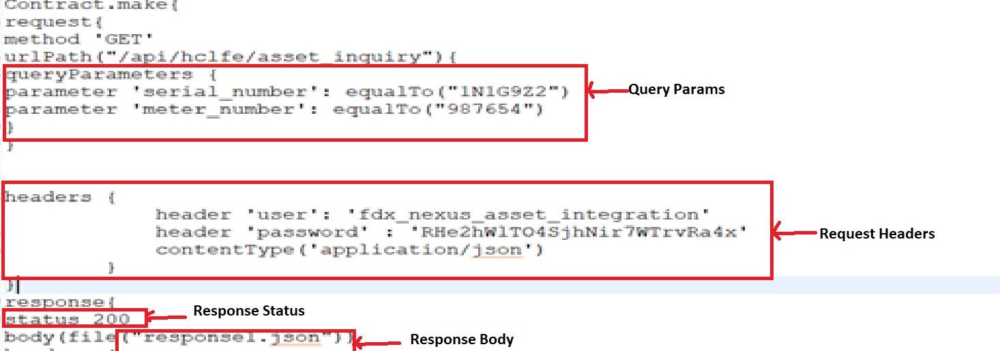 Contract.make{
request{
method 'GET'
urlPath("/api/hclfe/asset_inquiry"){
queryParameters {
parameter 'serial_number': equalTo("1N1G9Z2")
Query Params
parameter 'meter_number': equalTo("987654")
}
}
headers {
header 'user': 'fdx_nexus_asset_integration'
header 'password' : 'RHe2hWlTO4SjhNir7WTrvRa4x'
Request Headers
contentType('application/json')
}
}
response{
Response Status
status 200
body(file("response1.json"))
Response Body